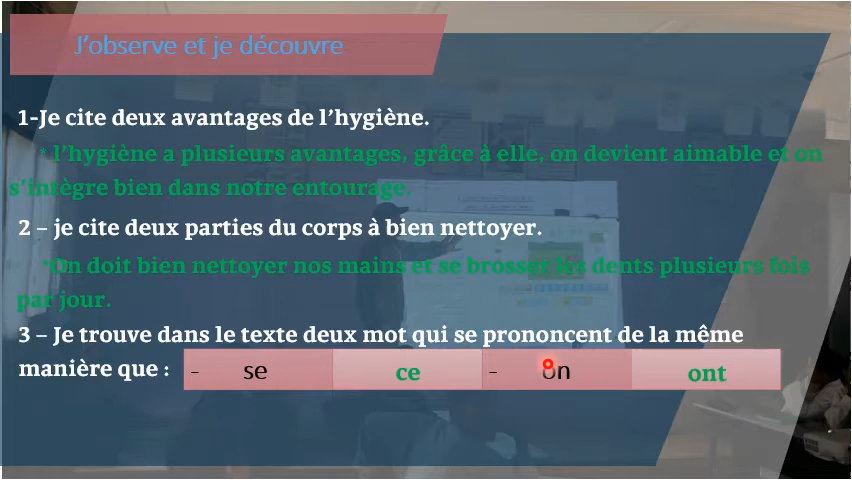 J’observe et je découvre
1-Je cite deux avantages de l’hygiène.
* l’hygiène a plusieurs avantages, grâce à elle, on devient aimable et on
s’intègre bien dans notre entourage.
2 – je cite deux parties du corps à bien nettoyer.
*On doit bien nettoyer nos mains et se brosser les dents plusieurs fois
par jour.
3 – Je trouve dans le texte deux mot qui se prononcent de la même
manière que : - se ce - on ont